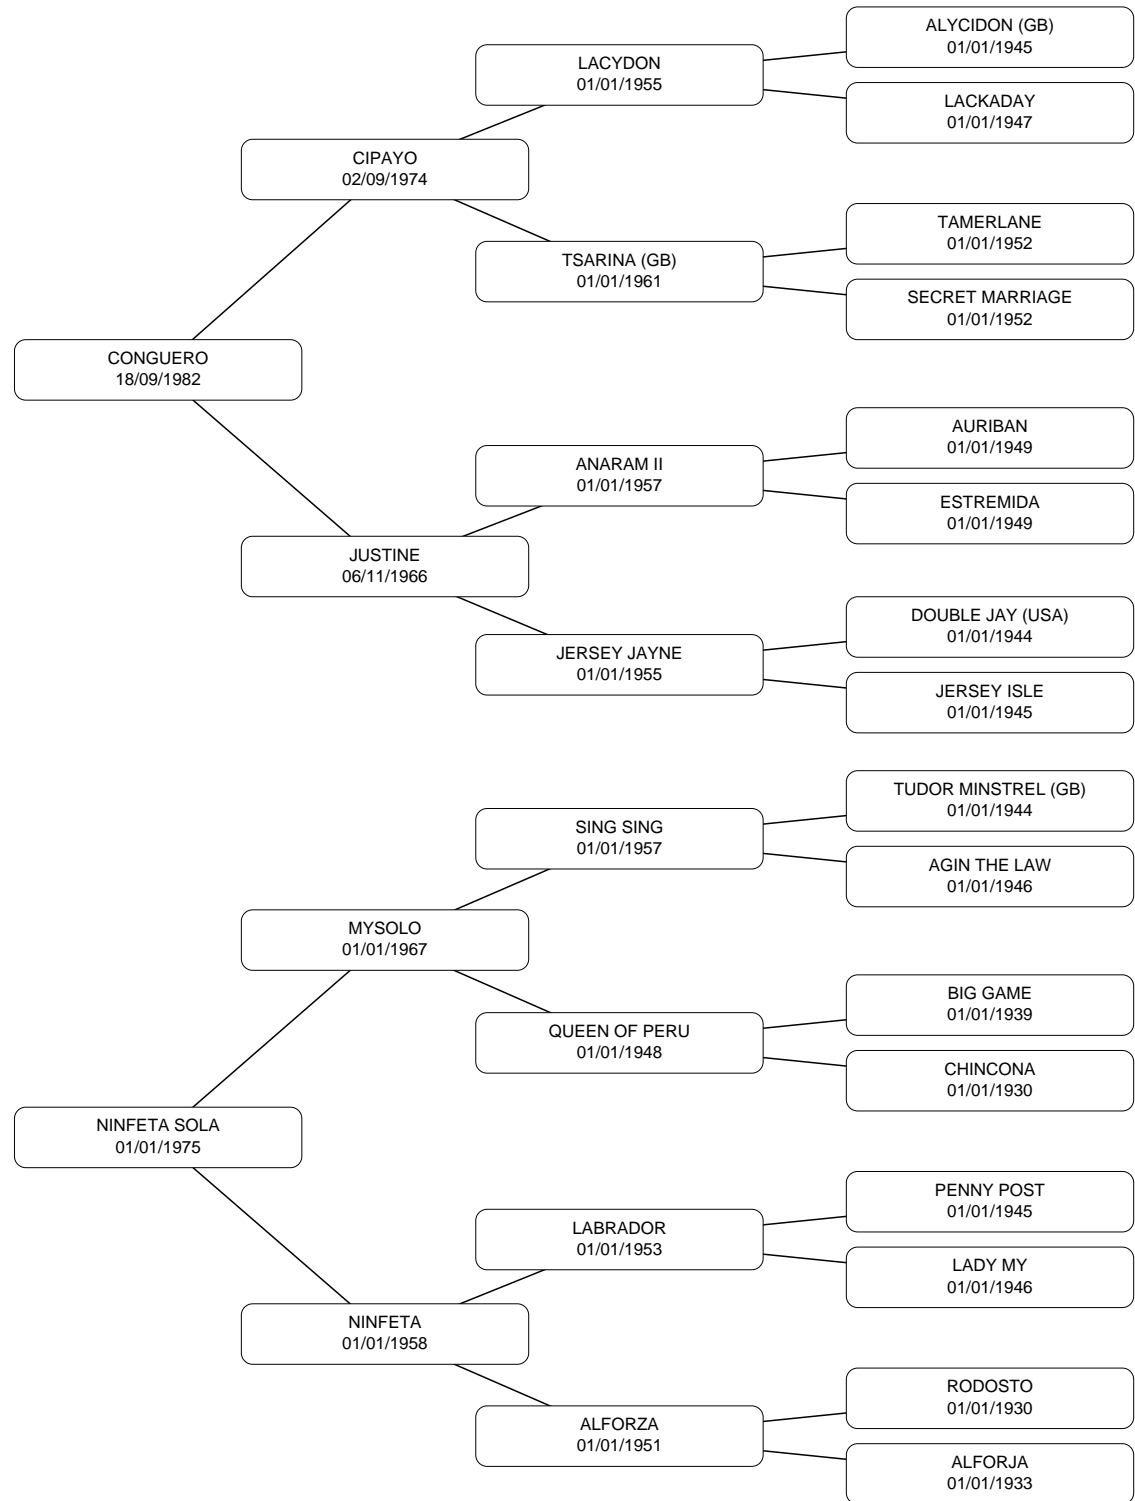 ALYCIDON (GB)
01/01/1945
LACYDON
01/01/1955
LACKADAY
01/01/1947
CIPAYO
02/09/1974
TAMERLANE
01/01/1952
TSARINA (GB)
01/01/1961
SECRET MARRIAGE
01/01/1952
CONGUERO
18/09/1982
AURIBAN
01/01/1949
ANARAM II
01/01/1957
ESTREMIDA
01/01/1949
JUSTINE
06/11/1966
DOUBLE JAY (USA)
01/01/1944
JERSEY JAYNE
01/01/1955
JERSEY ISLE
01/01/1945
TUDOR MINSTREL (GB)
01/01/1944
SING SING
01/01/1957
AGIN THE LAW
01/01/1946
MYSOLO
01/01/1967
BIG GAME
01/01/1939
QUEEN OF PERU
01/01/1948
CHINCONA
01/01/1930
NINFETA SOLA
01/01/1975
PENNY POST
01/01/1945
LABRADOR
01/01/1953
LADY MY
01/01/1946
NINFETA
01/01/1958
RODOSTO
01/01/1930
ALFORZA
01/01/1951
ALFORJA
01/01/1933